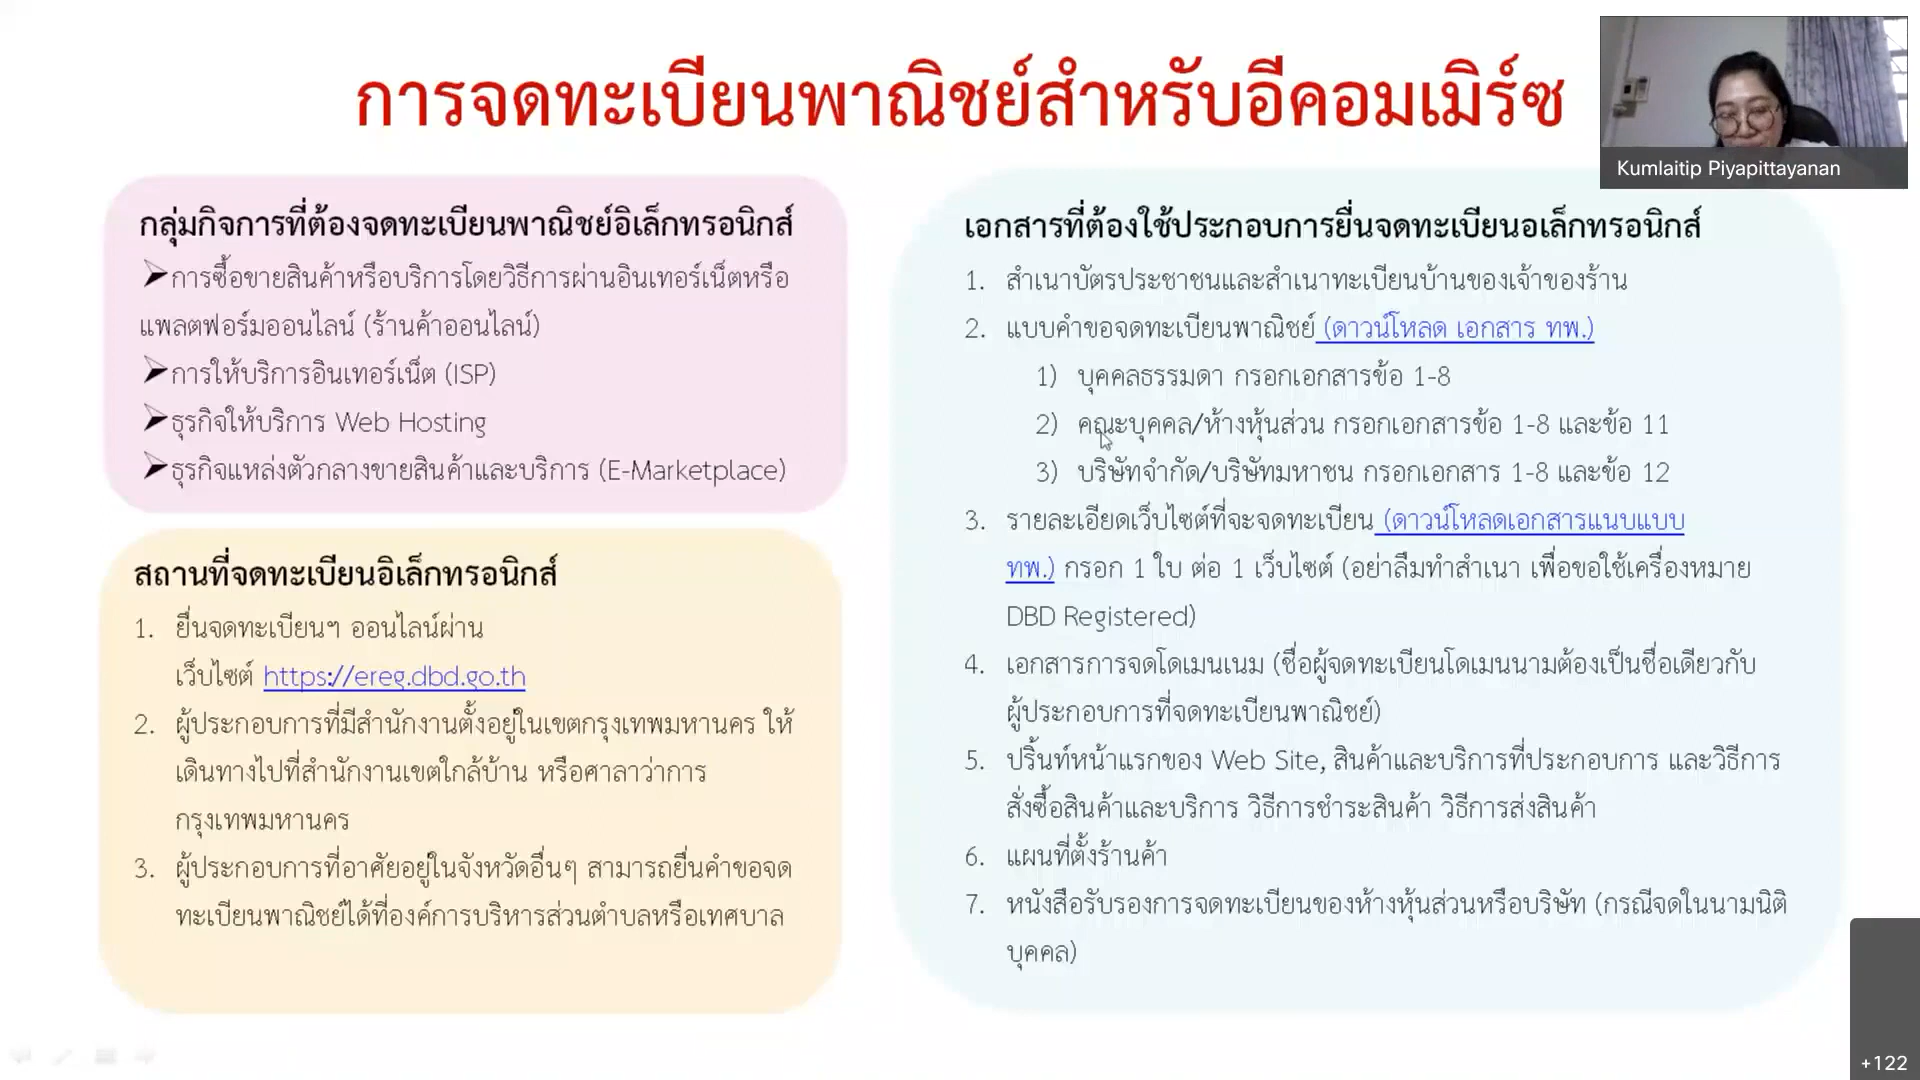 การจดทะเบียนพาณิชย์สำหรับอีคอมเมิร์ซ
Kumlaitip Piyapittayanan
กลุ่มกิจการที่ต้องจดทะเบียนพาณิชย์อิเล็กทรอนิกส์
➢การซื้อขายสินค้าหรือบริการโดยวิธีการผ่านอินเทอร์เน็ตหรือ
แพลตฟอร์มออนไลน์ (ร้านค้าออนไลน์)
➢การให้บริการอินเทอร์เน็ต (ISP)
➢ธุรกิจให้บริการ Web Hosting
➢ธุรกิจแหล่งตัวกลางขายสินค้าและบริการ (E-Marketplace)
สถานที่จดทะเบียนอิเล็กทรอนิกส์
1. ยื่นจดทะเบียนฯ ออนไลน์ผ่าน
เว็บไซต์ https://ereg.dbd.go.th
2. ผู้ประกอบการที่มีสำนักงานตั้งอยู่ในเขตกรุงเทพมหานคร ให้
เดินทางไปที่สำนักงานเขตใกล้บ้าน หรือศาลาว่าการ
กรุงเทพมหานคร
3. ผู้ประกอบการที่อาศัยอยู่ในจังหวัดอื่นๆ สามารถยื่นคำขอจด
ทะเบียนพาณิชย์ได้ที่องค์การบริหารส่วนตำบลหรือเทศบาล
เอกสารที่ต้องใช้ประกอบการยื่นจดทะเบียนอเล็กทรอนิกส์
1. สำเนาบัตรประชาชนและสำเนาทะเบียนบ้านของเจ้าของร้าน
2. แบบคำขอจดทะเบียนพาณิชย์ (ดาวน์โหลด เอกสาร ทพ.)
1) บุคคลธรรมดา กรอกเอกสารข้อ 1-8
2) คณะบุคคล/ห้างหุ้นส่วน กรอกเอกสารข้อ 1-8 และข้อ 11
3) บริษัทจำกัด/บริษัทมหาชน กรอกเอกสาร 1-8 และข้อ 12
3. รายละเอียดเว็บไซต์ที่จะจดทะเบียน (ดาวน์โหลดเอกสารแนบแบบ
ทพ.) กรอก 1 ใบ ต่อ 1 เว็บไซต์ (อย่าลืมทำสำเนา เพื่อขอใช้เครื่องหมาย
DBD Registered)
4. เอกสารการจดโดเมนเนม (ชื่อผู้จดทะเบียนโดเมนนามต้องเป็นชื่อเดียวกับ
ผู้ประกอบการที่จดทะเบียนพาณิชย์)
5. ปริ้นท์หน้าแรกของ Web Site, สินค้าและบริการที่ประกอบการ และวิธีการ
สั่งซื้อสินค้าและบริการ วิธีการชำระสินค้า วิธีการส่งสินค้า
6. แผนที่ตั้งร้านค้า
7. หนังสือรับรองการจดทะเบียนของห้างหุ้นส่วนหรือบริษัท (กรณีจดในนามนิติ
บุคคล)
+122